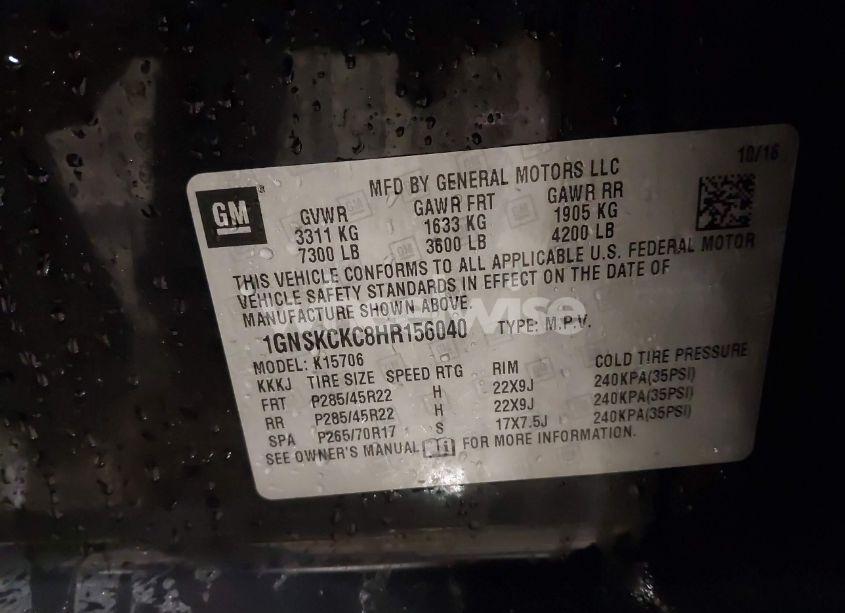 10/16
GM
MFD BY GENERAL MOTORS LLC
GVWR GAWR FRT GAWR RR
3311 KG 1633 KG 1905 KG
7300 LB 3600 LB 4200 LB
THIS VEHICLE CONFORMS TO ALL APPLICABLE U.S. FEDERAL MOTOR
VEHICLE SAFETY STANDARDS IN EFFECT ON THE DATE OF
MANUFACTURE SHOWN ABOVE.
1GNSKCKC8HR156040 TYPE: M.P.V.
MODEL: K15706
KKKJ TIRE SIZE SPEED RTG RIM COLD TIRE PRESSURE
FRT P285/45R22 H 22X9J 240KPA(35PSI)
RR P285/45R22 H 22X9J 240KPA(35PSI)
SPA P265/70R17 S 17X7.5J 240KPA(35PSI)
SEE OWNER'S MANUAL FOR MORE INFORMATION.